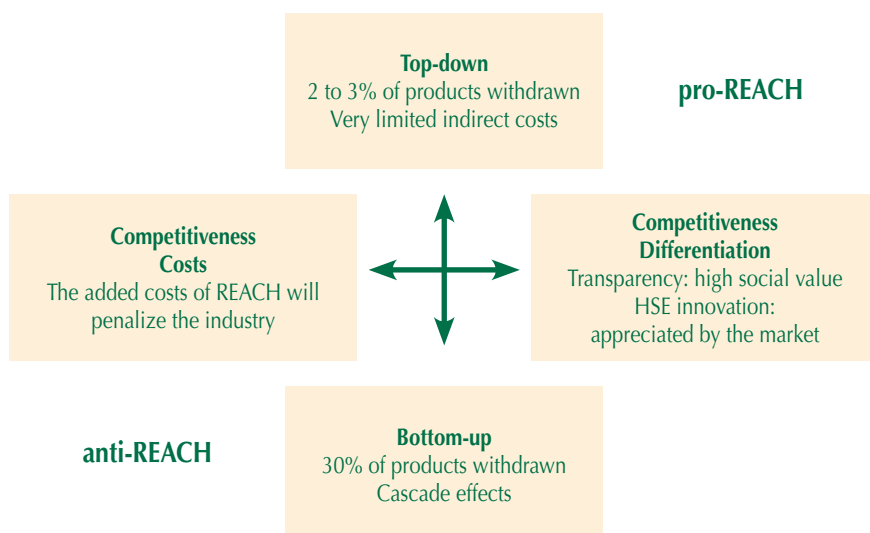 Top-down
2 to 3% of products withdrawn
Very limited indirect costs
pro-REACH
Competitiveness
Costs
The added costs of REACH will
penalize the industry
Competitiveness
Differentiation
Transparency: high social value
HSE innovation:
appreciated by the market
anti-REACH
Bottom-up
30% of products withdrawn
Cascade effects